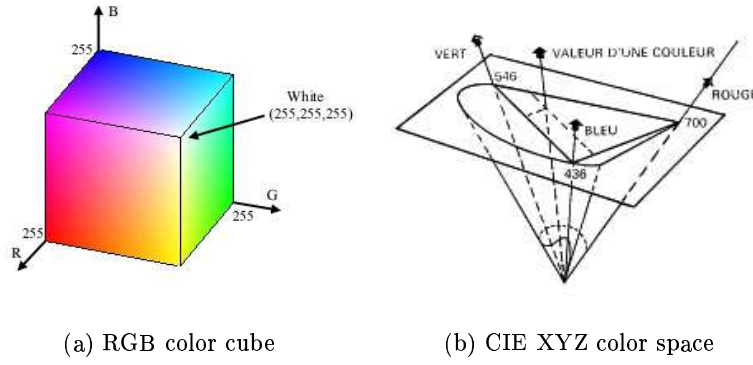 B
255
White
(255,255,255)
G
255
255
R
(a) RGB color cube
VERT
VALEUR D'UNE COULEUR
546
ROUGE
700
BLEU
436
(b) CIE XYZ color space